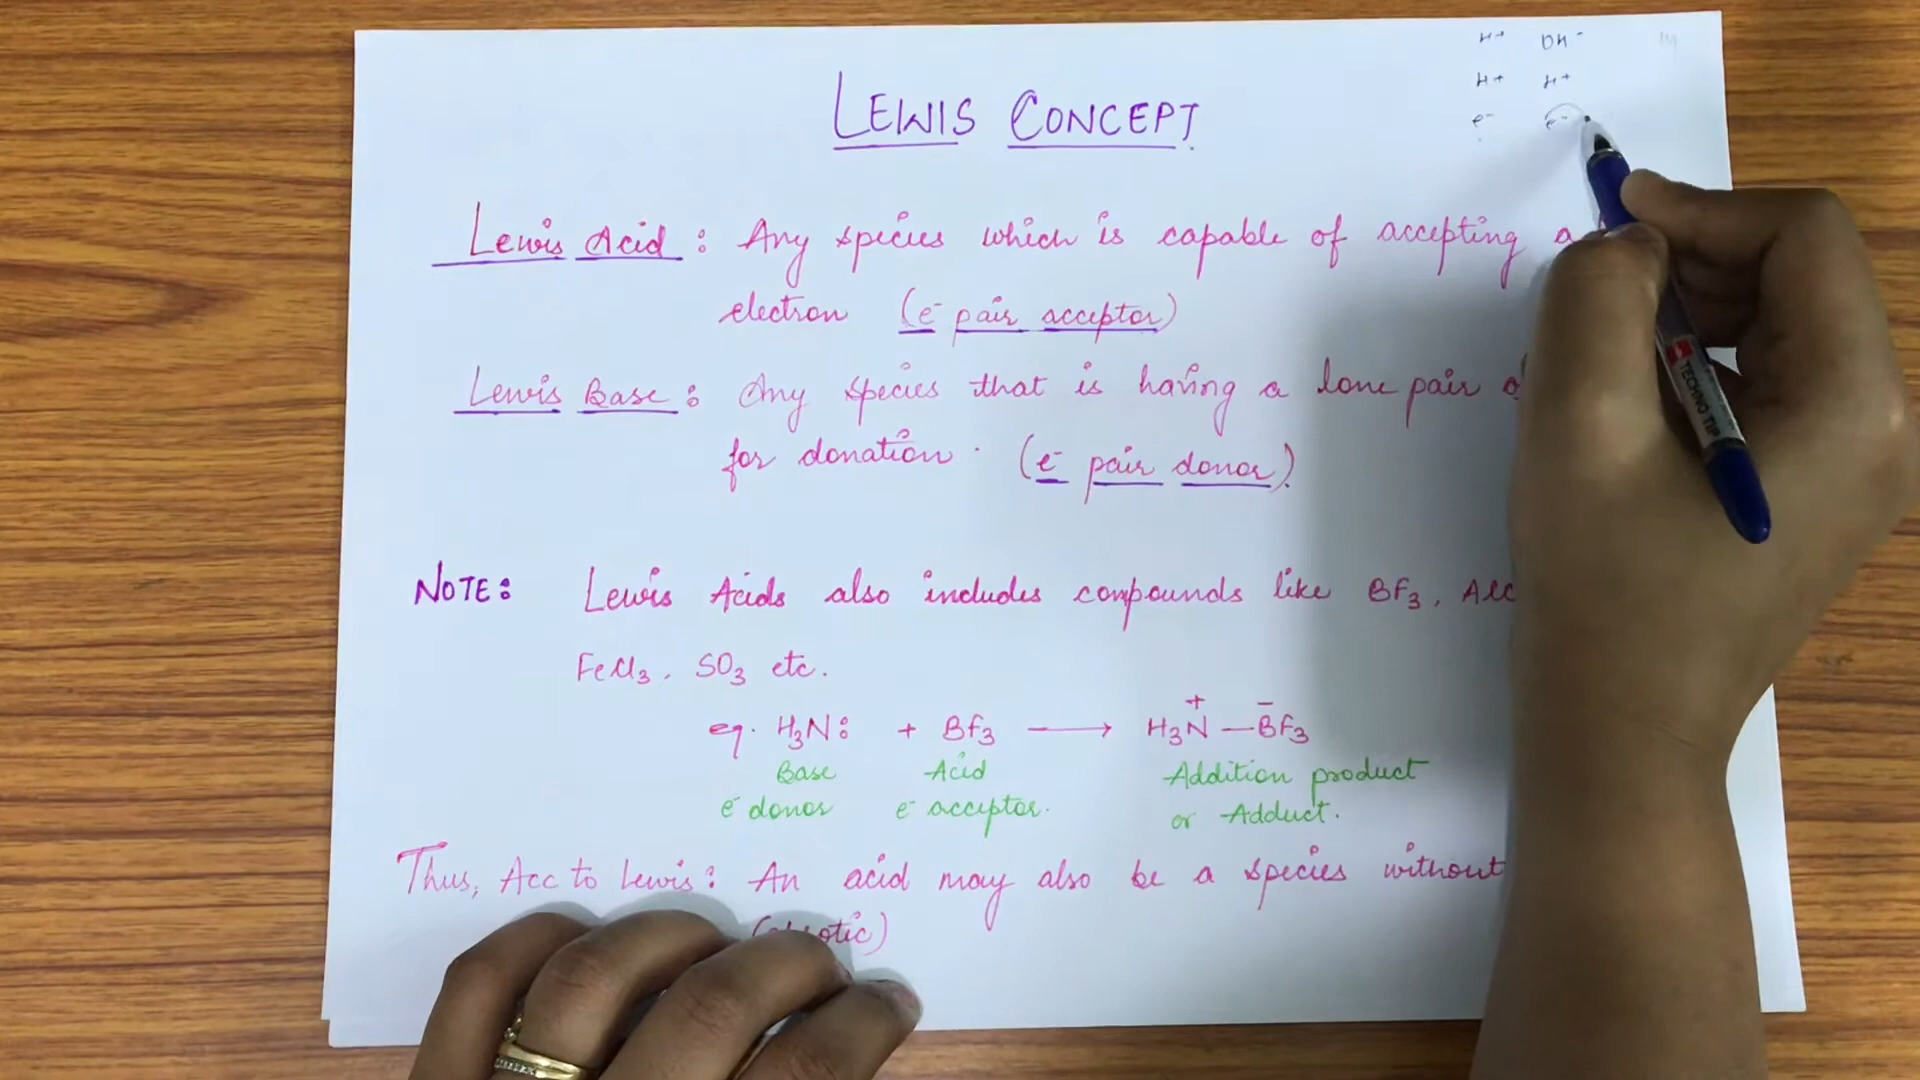 H+ OH-
H+ H+
e- e-
LEWIS CONCEPT
Lewis Acid : Any species which is capable of accepting a
electron (e- pair acceptor)
Lewis Base : Any species that is having a lone pair
for donation. (e- pair donor).
NOTE: Lewis Acids also includes compounds like BF3, Alc
FeCl3, SO3 etc.
eg. H3N: + BF3 ⟶ H3N+ — B-F3
Base Acid Addition product
e- donor e- acceptor. or Adduct.
Thus, Acc to Lewis: An acid may also be a species without
TECHNO TIP